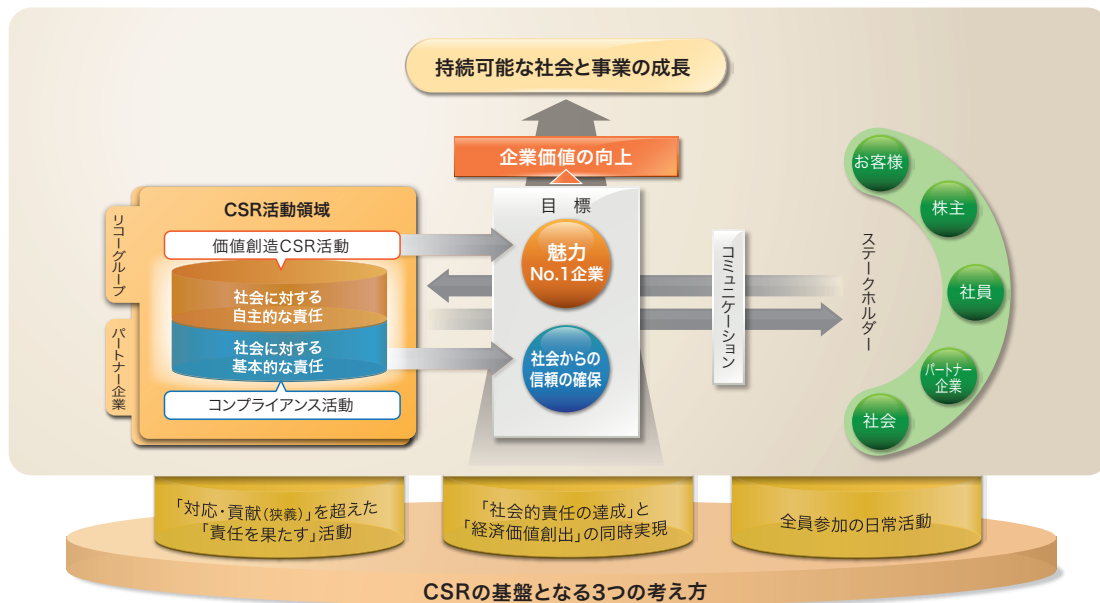 持続可能な社会と事業の成長
企業価値の向上
リコーグループ
パートナー企業
CSR活動領域
価値創造CSR活動
社会に対する
自主的な責任
社会に対する
基本的な責任
コンプライアンス活動
目 標
魅力
No.1企業
社会からの
信頼の確保
コミュニケーション
ステークホルダー
お客様
株主
社員
パートナー
企業
社会
「対応・貢献(狭義)」を超えた
「責任を果たす」活動
「社会的責任の達成」と
「経済価値創出」の同時実現
全員参加の日常活動
CSRの基盤となる3つの考え方